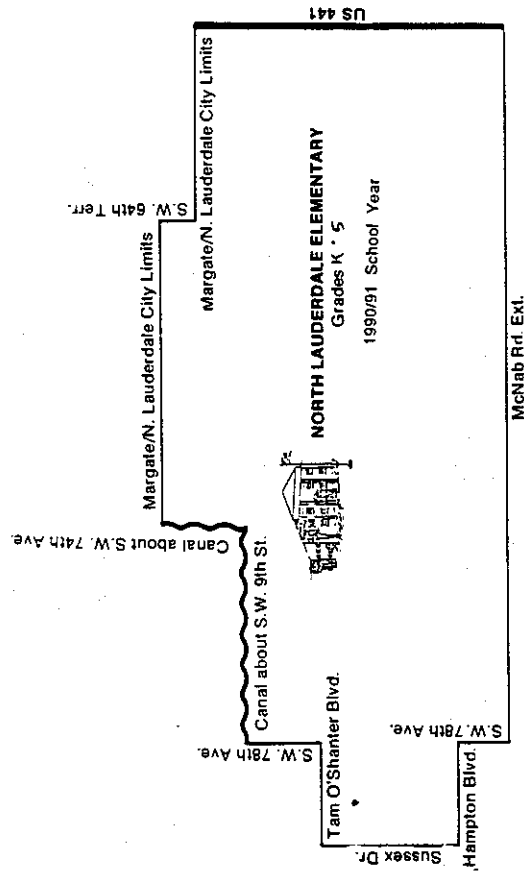 US 441
S.W. 64th Terr.
Margate/N. Lauderdale City Limits
Margate/N. Lauderdale City Limits
Canal about S.W. 74th Ave.
Canal about S.W. 9th St.
NORTH LAUDERDALE ELEMENTARY
Grades K * 5
1990/91 School Year
S.W. 78th Ave.
Tam O'Shanter Blvd.
Sussex Dr.
Hampton Blvd.
S.W. 78th Ave.
McNab Rd. Ext.